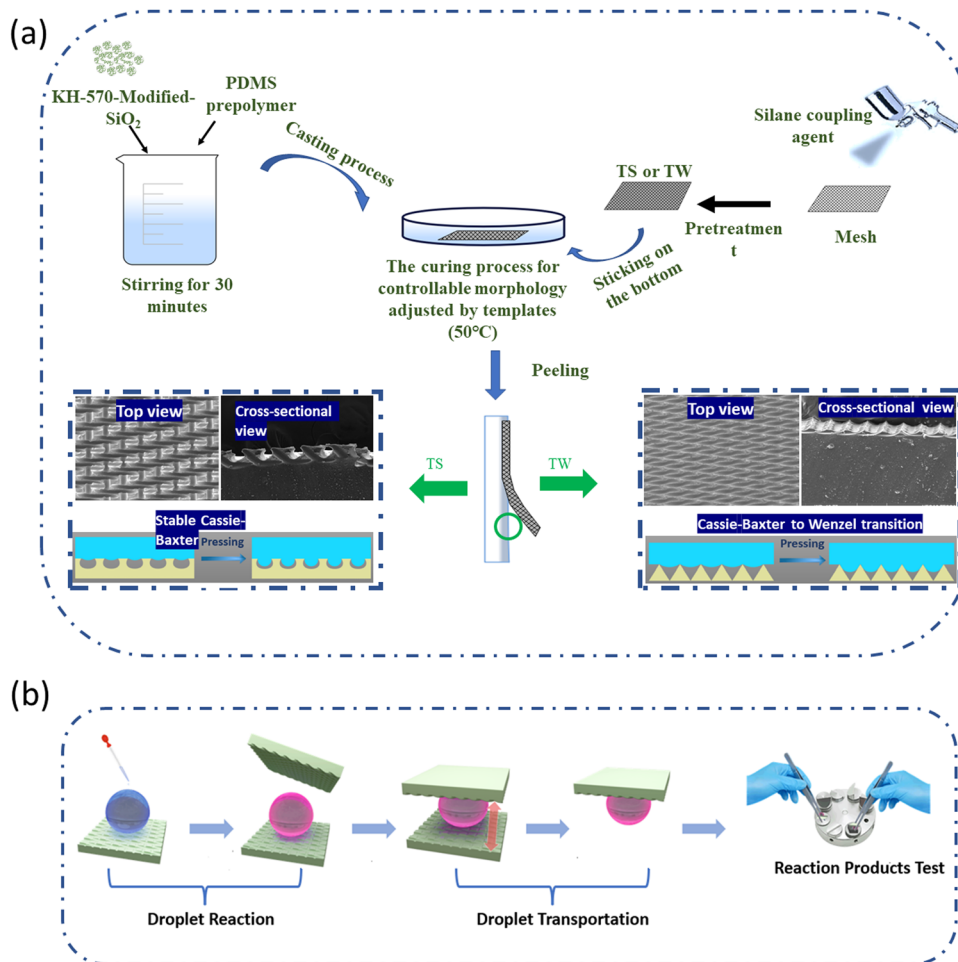 (a)
KH-570-Modified-
SiO₂
PDMS
prepolymer
Casting process
Stirring for 30
minutes
The curing process for
controllable morphology
adjusted by templates
(50°C)
TS or TW
Sticking on
the bottom
Pretreatmen
t
Silane coupling
agent
Mesh
Peeling
TS
TW
Top view
Cross-sectional
view
Stable Cassie-
Baxter
Pressing
Top view
Cross-sectional view
Cassie-Baxter to Wenzel transition
Pressing
(b)
Droplet Reaction
Droplet Transportation
Reaction Products Test